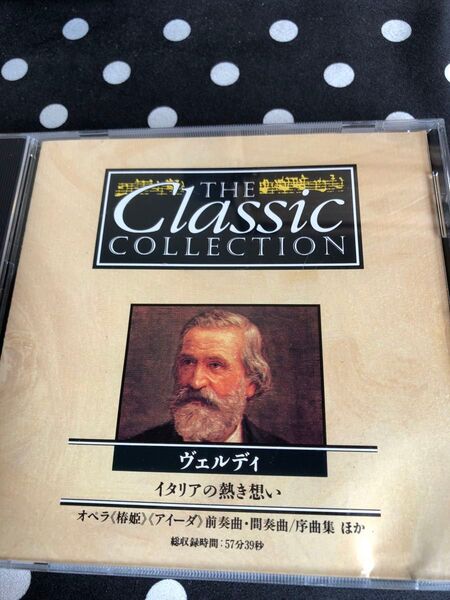 THE
Classic
COLLECTION
ヴェルディ
イタリアの熱き想い
オペラ《椿姫》《アイーダ》前奏曲・間奏曲/序曲集 ほか
総収録時間：57分39秒